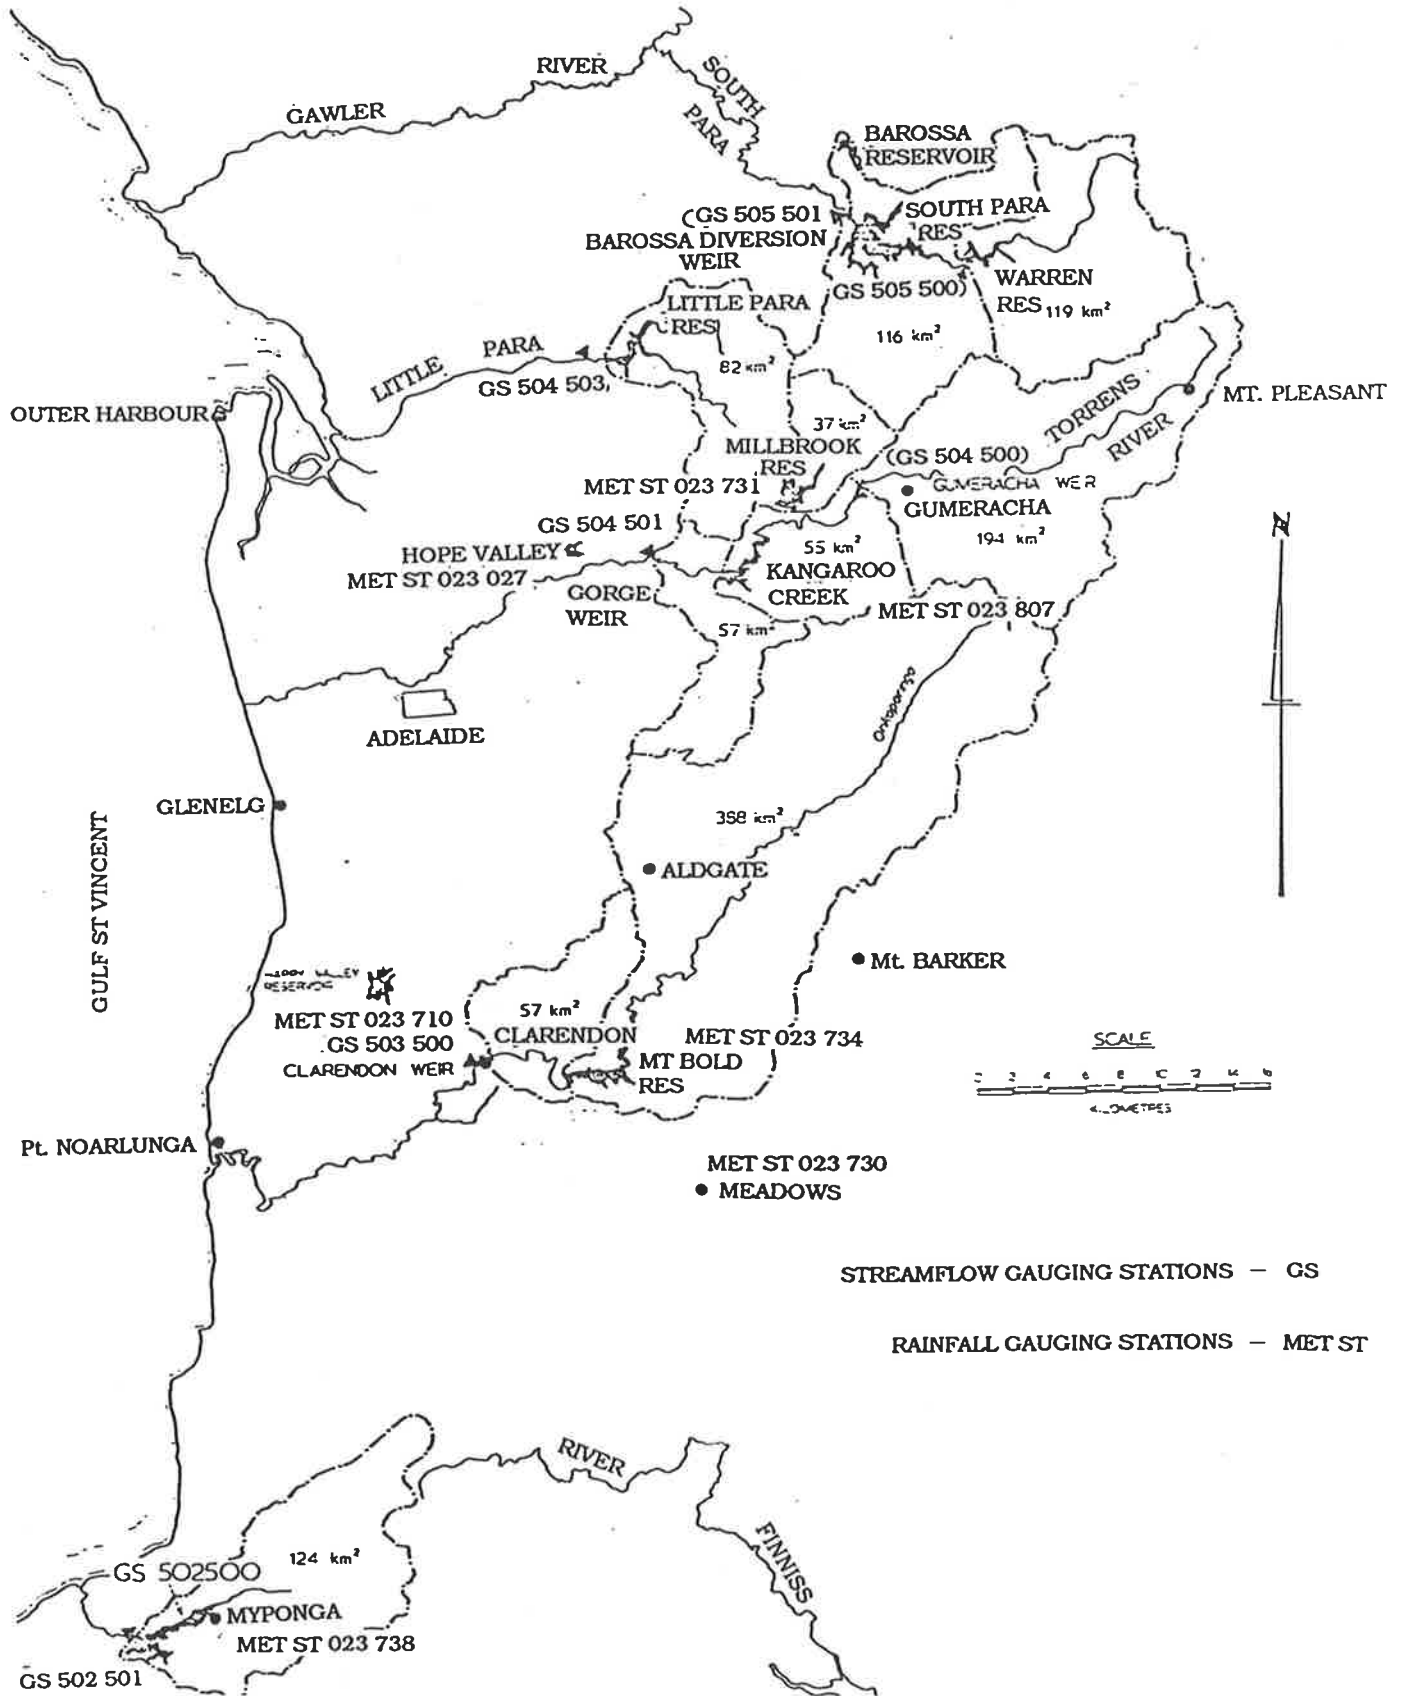 RIVER
GAWLER
SOUTH
PARA
BAROSSA
RESERVOIR
(GS 505 501
BAROSSA DIVERSION
WEIR
SOUTH PARA
RES
GS 505 500)
WARREN
RES 119 km²
116 km²
LITTLE PARA
RES
82 km²
LITTLE PARA
GS 504 503
OUTER HARBOUR
MT. PLEASANT
TORRENS
RIVER
37 km²
MILLBROOK
RES
(GS 504 500)
GUMERACHA WEIR
GUMERACHA
194 km²
MET ST 023 731
GS 504 501
HOPE VALLEY
MET ST 023 027
GORGE
WEIR
55 km²
KANGAROO
CREEK
MET ST 023 807
57 km²
N
Onkaparinga
ADELAIDE
GLENELG
358 km²
ALDGATE
GULF ST VINCENT
Mt. BARKER
VALLEY
RESERVOIR
MET ST 023 710
GS 503 500
CLARENDON WEIR
57 km²
CLARENDON
MET ST 023 734
MT BOLD
RES
SCALE
KILOMETRES
Pt. NOARLUNGA
MET ST 023 730
MEADOWS
STREAMFLOW GAUGING STATIONS — GS
RAINFALL GAUGING STATIONS — MET ST
RIVER
FINNISS
124 km²
GS 502500
MYPONGA
MET ST 023 738
GS 502 501